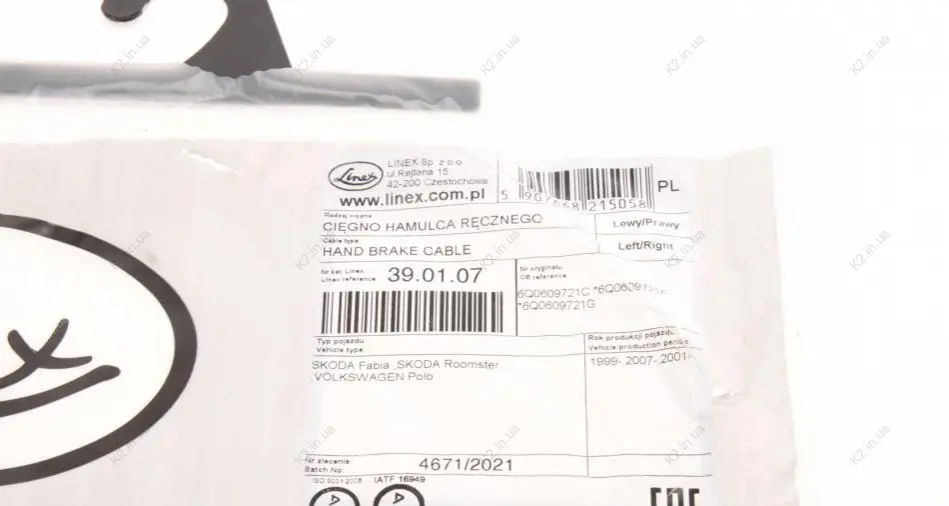 Linex
LINEX Sp. z o.o
ul.Rejtana 15
42-200 Czestochowa
www.linex.com.pl
PL
Rodzaj cięgna
CIĘGNO HAMULCA RĘCZNEGO
Lewy/Prawy
Cable type:
HAND BRAKE CABLE
Left/Right
Nr kat. Linex
Linex reference
39.01.07
Nr oryginału
OE reference
6Q0609721C
*6Q0609721G
Typ pojazdu
Vehicle type
Rok produkcji pojazdu
Vehicle production period
SKODA Fabia ,SKODA Roomster
,VOLKSWAGEN Polo
1999-,2007-,2001-
Nr zlecenia
Batch No.
4671/2021
IATF 16949
K2.in.ua